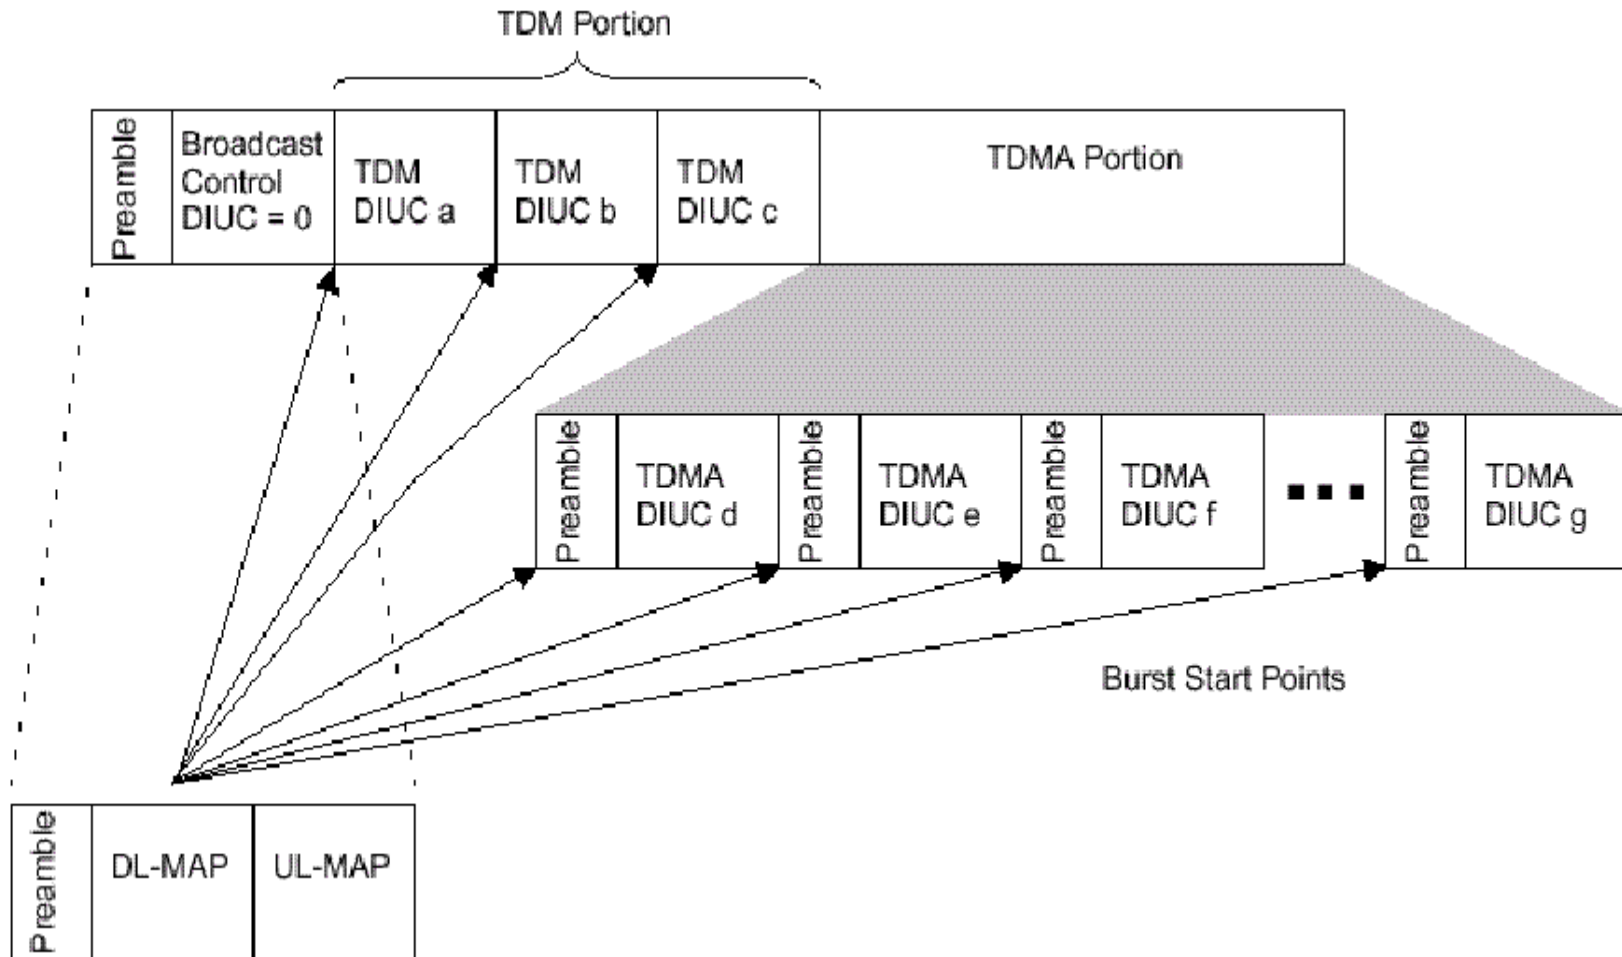 TDM Portion
Preamble
Broadcast
Control
DIUC = 0
TDM
DIUC a
TDM
DIUC b
TDM
DIUC c
TDMA Portion
Preamble
TDMA
DIUC d
Preamble
TDMA
DIUC e
Preamble
TDMA
DIUC f
Preamble
TDMA
DIUC g
Burst Start Points
Preamble
DL-MAP
UL-MAP